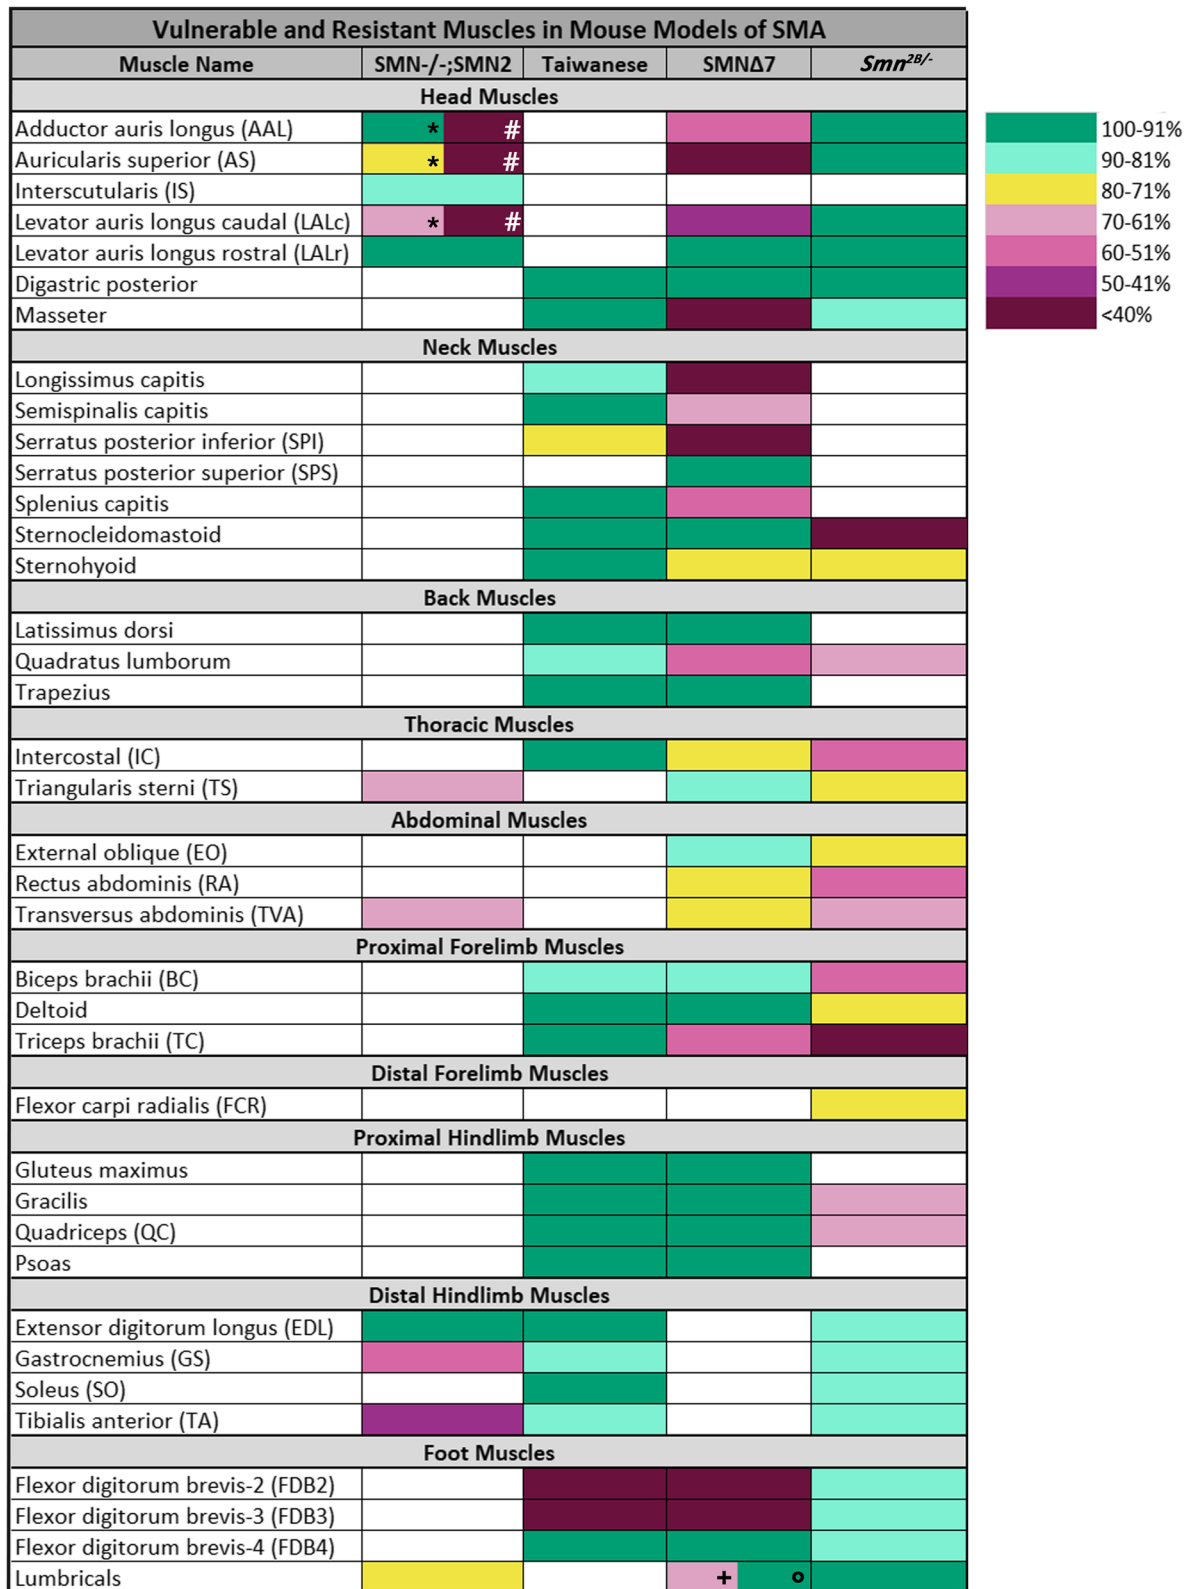 Vulnerable and Resistant Muscles in Mouse Models of SMA
Muscle Name SMN-/-;SMN2 Taiwanese SMNΔ7 Smn2B/-
Head Muscles
Adductor auris longus (AAL) * #
Auricularis superior (AS) * #
Interscutularis (IS)
Levator auris longus caudal (LALc) * #
Levator auris longus rostral (LALr)
Digastric posterior
Masseter
100-91%
90-81%
80-71%
70-61%
60-51%
50-41%
<40%
Neck Muscles
Longissimus capitis
Semispinalis capitis
Serratus posterior inferior (SPI)
Serratus posterior superior (SPS)
Splenius capitis
Sternocleidomastoid
Sternohyoid
Back Muscles
Latissimus dorsi
Quadratus lumborum
Trapezius
Thoracic Muscles
Intercostal (IC)
Triangularis sterni (TS)
Abdominal Muscles
External oblique (EO)
Rectus abdominis (RA)
Transversus abdominis (TVA)
Proximal Forelimb Muscles
Biceps brachii (BC)
Deltoid
Triceps brachii (TC)
Distal Forelimb Muscles
Flexor carpi radialis (FCR)
Proximal Hindlimb Muscles
Gluteus maximus
Gracilis
Quadriceps (QC)
Psoas
Distal Hindlimb Muscles
Extensor digitorum longus (EDL)
Gastrocnemius (GS)
Soleus (SO)
Tibialis anterior (TA)
Foot Muscles
Flexor digitorum brevis-2 (FDB2)
Flexor digitorum brevis-3 (FDB3)
Flexor digitorum brevis-4 (FDB4)
Lumbricals + o